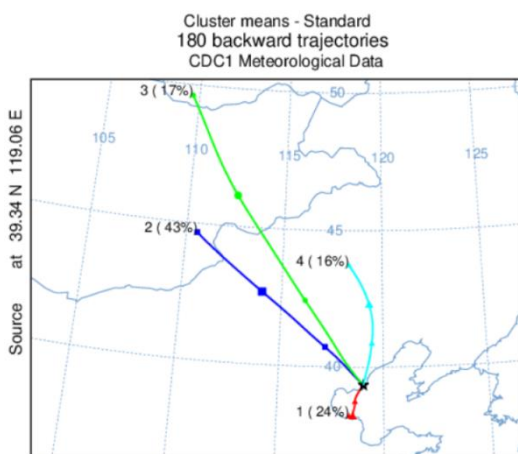 Cluster means - Standard
180 backward trajectories
CDC1 Meteorological Data
Source at 39.34 N 119.06 E
3 ( 17%)
50
105
110
115
120
125
2 ( 43%)
45
4 ( 16%)
40
1 ( 24%)